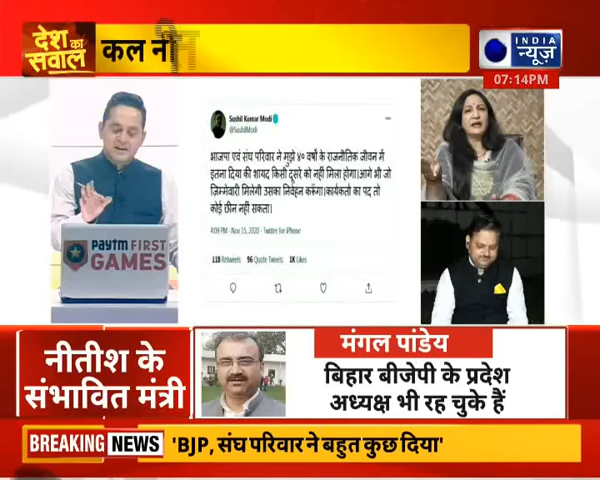 देश का
सवाल
कल नी
INDIA
न्यूज़
07:14PM
Sushil Kumar Modi
@SushilModi
भाजपा एवं संघ परिवार ने मुझे ४० वर्षों के राजनीतिक जीवन में
इतना दिया की शायद किसी दूसरे को नहीं मिला होगा।आगे भी जो
ज़िम्मेवारी मिलेगी उसका निर्वहन करूँगा।कार्यकर्ता का पद तो
कोई छीन नहीं सकता।
4:09 PM · Nov 15, 2020 · Twitter for iPhone
118 Retweets 96 Quote Tweets 1K Likes
PAYTM FIRST
GAMES
नीतीश के
संभावित मंत्री
मंगल पांडेय
बिहार बीजेपी के प्रदेश
अध्यक्ष भी रह चुके हैं
BREAKING NEWS
'BJP, संघ परिवार ने बहुत कुछ दिया'